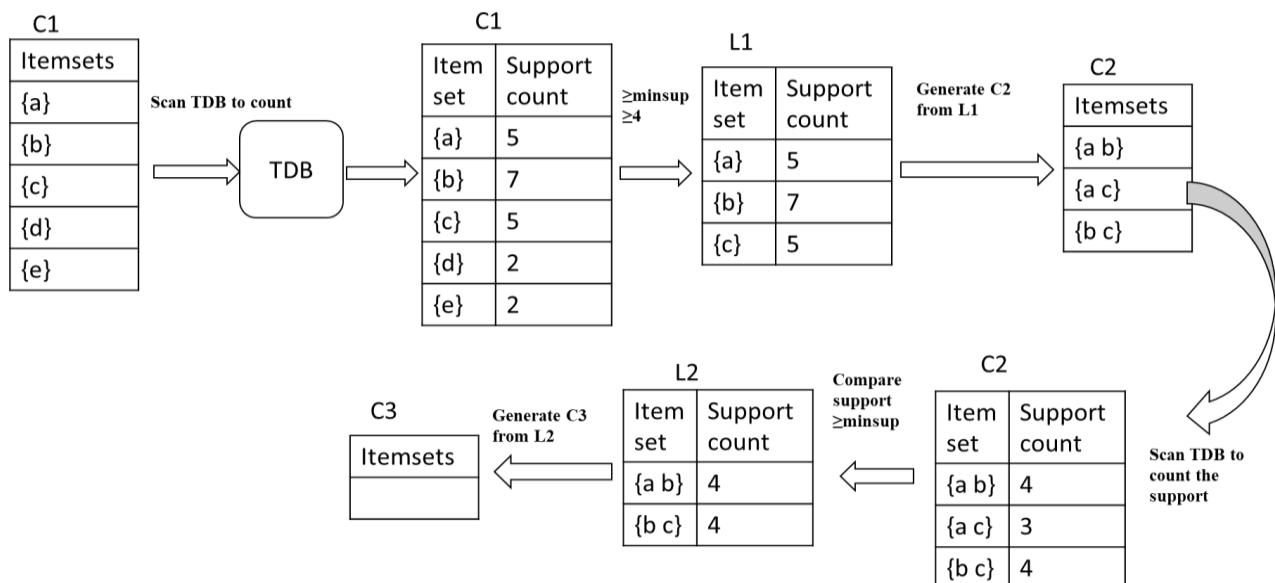 C1
Itemsets
{a}
{b}
{c}
{d}
{e}
Scan TDB to count
TDB
C1
Item set
Support count
{a} 5
{b} 7
{c} 5
{d} 2
{e} 2
≥minsup
≥4
L1
Item set
Support count
{a} 5
{b} 7
{c} 5
Generate C2
from L1
C2
Itemsets
{a b}
{a c}
{b c}
Scan TDB to
count the
support
C2
Item set
Support count
{a b} 4
{a c} 3
{b c} 4
Compare
support
≥minsup
L2
Item set
Support count
{a b} 4
{b c} 4
Generate C3
from L2
C3
Itemsets